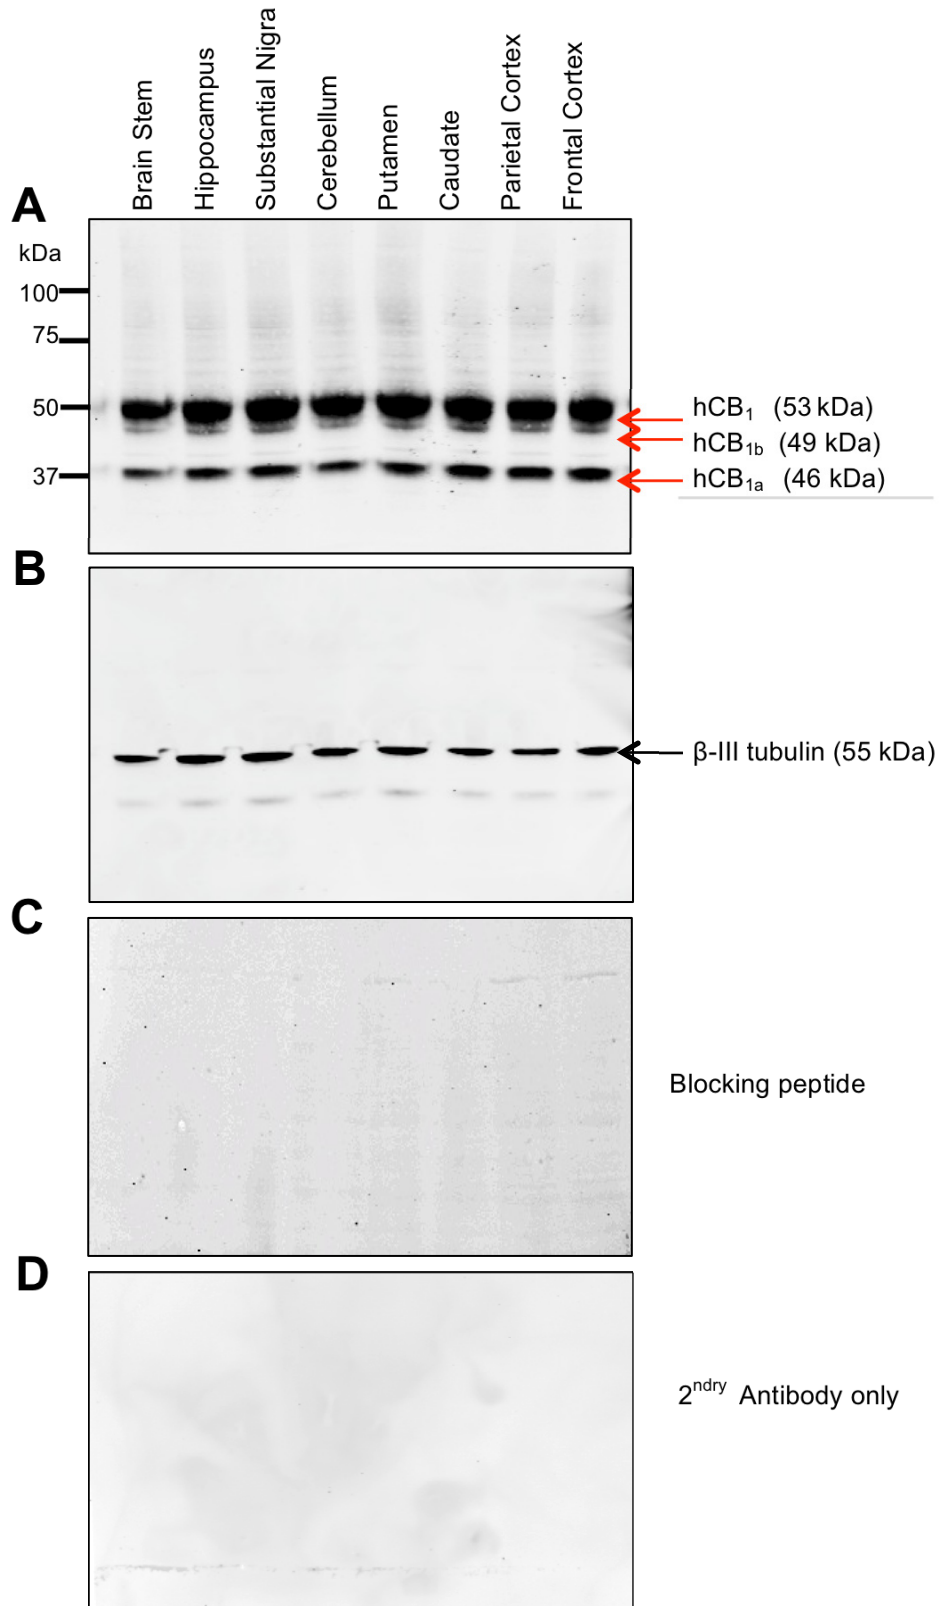 Brain Stem
Hippocampus
Substantial Nigra
Cerebellum
Putamen
Caudate
Parietal Cortex
Frontal Cortex
A
kDa
100
75
50
37
hCB₁ (53 kDa)
hCB₁b (49 kDa)
hCB₁a (46 kDa)
B
β-III tubulin (55 kDa)
C
Blocking peptide
D
2ndry Antibody only